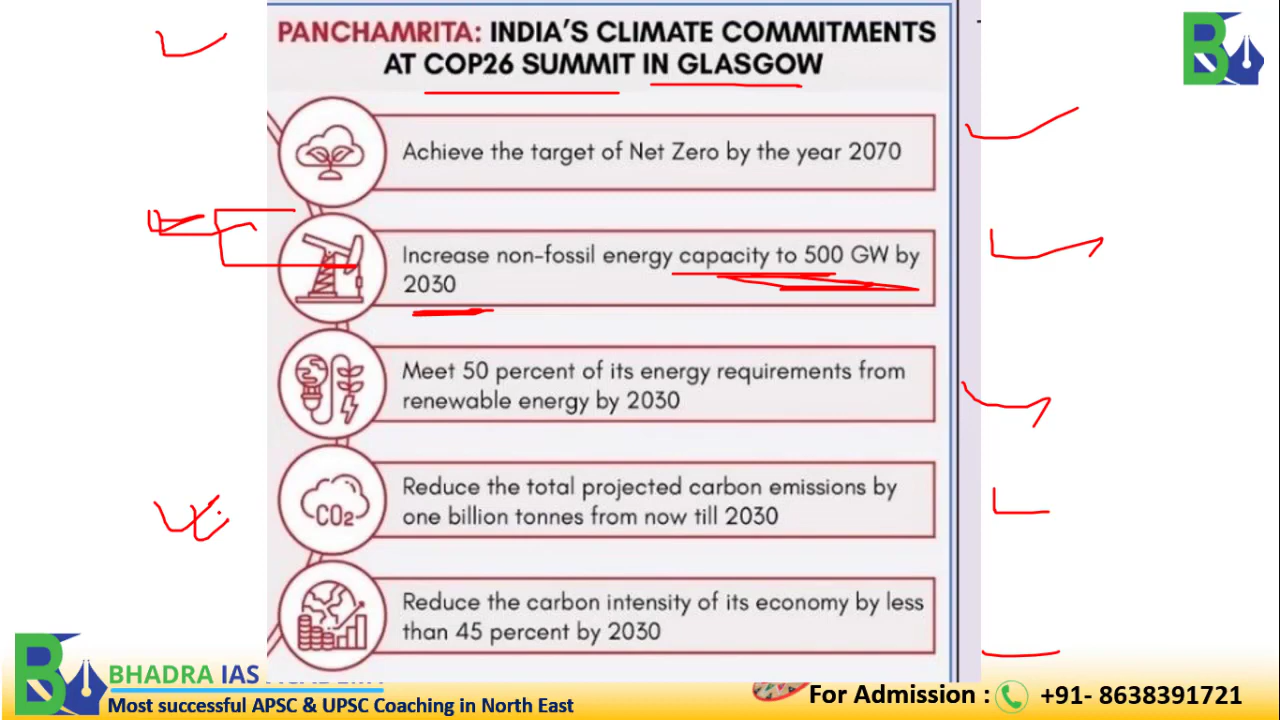 PANCHAMRITA: INDIA'S CLIMATE COMMITMENTS
AT COP26 SUMMIT IN GLASGOW
Achieve the target of Net Zero by the year 2070
Increase non-fossil energy capacity to 500 GW by
2030
Meet 50 percent of its energy requirements from
renewable energy by 2030
CO2
Reduce the total projected carbon emissions by
one billion tonnes from now till 2030
Reduce the carbon intensity of its economy by less
than 45 percent by 2030
BHADRA IAS
Most successful APSC & UPSC Coaching in North East
For Admission : +91- 8638391721